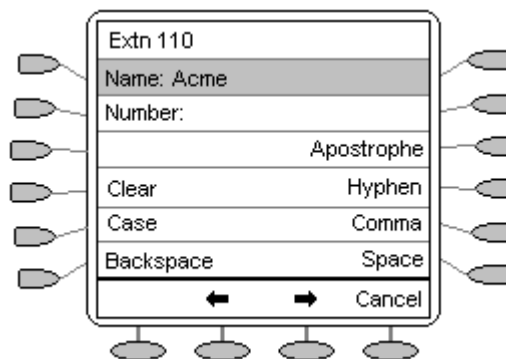 Extn 110
Name: Acme
Number:
Apostrophe
Clear Hyphen
Case Comma
Backspace Space
← → Cancel